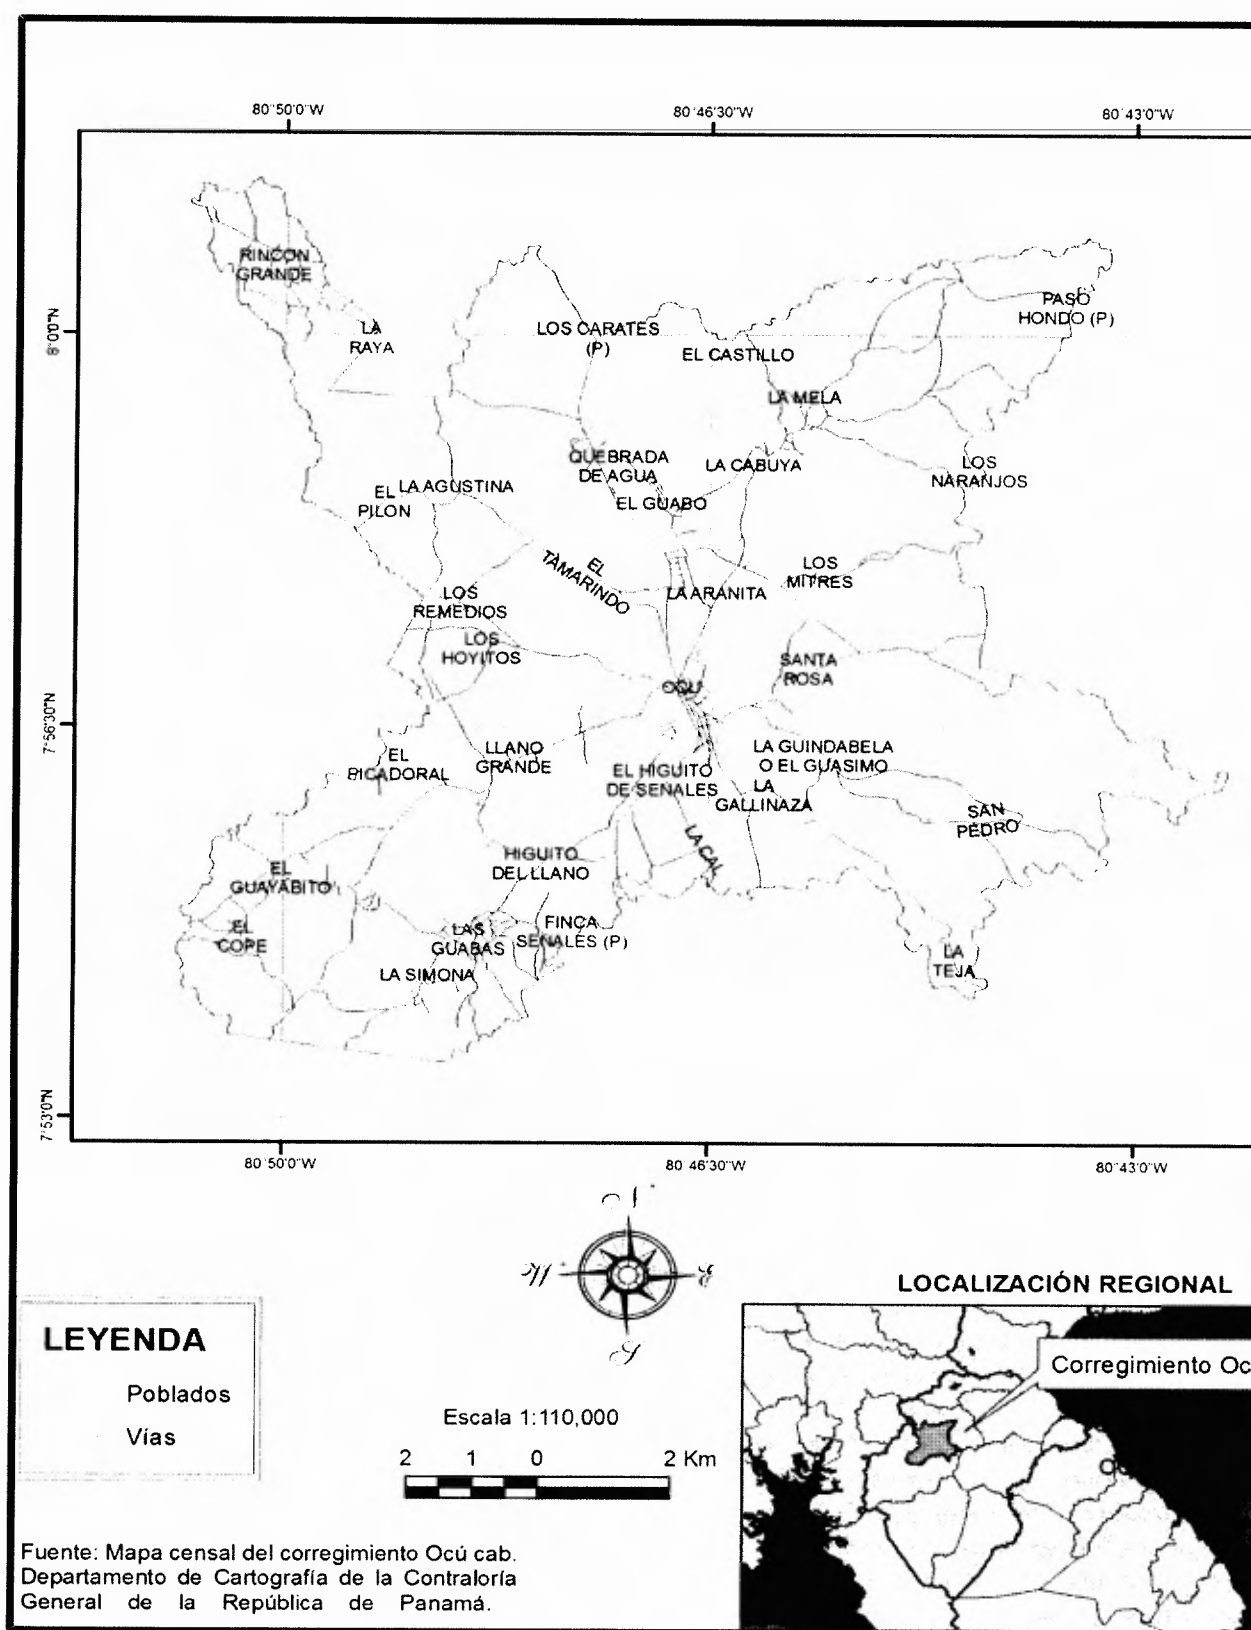 80°50'0"W
80°46'30"W
80°43'0"W
8°0'0"N
7°56'30"N
7°53'0"N
RINCON
GRANDE
LA
RAYA
LOS CARATES
(P)
EL CASTILLO
PASO
HONDO (P)
LA MELA
QUEBRADA
DE AGUA
LA CABUYA
LOS
NARANJOS
EL
PILON
LA AGUSTINA
EL GUABO
EL
TAMARINDO
LOS
MITRES
LA ARANITA
LOS
REMEDIOS
LOS
HOYITOS
SANTA
ROSA
OCU
EL
PICADORAL
LLANO
GRANDE
EL HIGUITO
DE SEÑALES
LA GUINDABELA
O EL GUASIMO
LA
GALLINAZA
SAN
PEDRO
LA CAL
HIGUITO
DEL LLANO
EL
GUAYABITO
EL
COPE
LAS
GUABAS
FINCA
SEÑALES (P)
LA SIMONA
LA
TEJA
80°50'0"W
80°46'30"W
80°43'0"W
LEYENDA
Poblados
Vías
Escala 1:110,000
2 1 0 2 Km
LOCALIZACIÓN REGIONAL
Corregimiento Oc
Fuente: Mapa censal del corregimiento Ocú cab.
Departamento de Cartografía de la Contraloría
General de la República de Panamá.